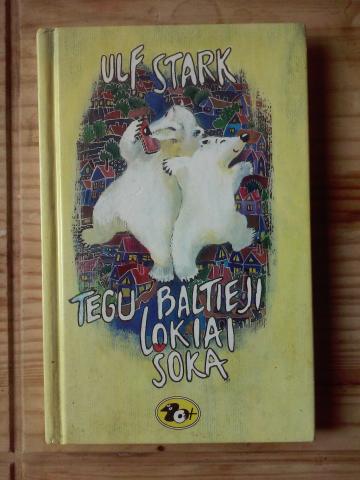 ULF STARK
TEGU BALTIEJI
LOKIAI
ŠOKA